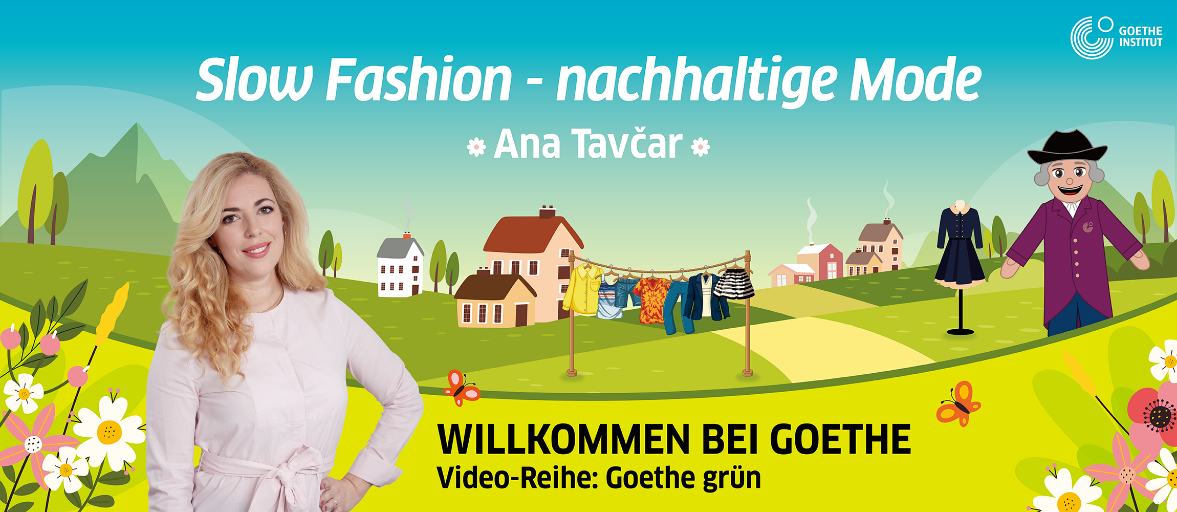 GOETHE
INSTITUT
Slow Fashion - nachhaltige Mode
Ana Tavčar
WILLKOMMEN BEI GOETHE
Video-Reihe: Goethe grün